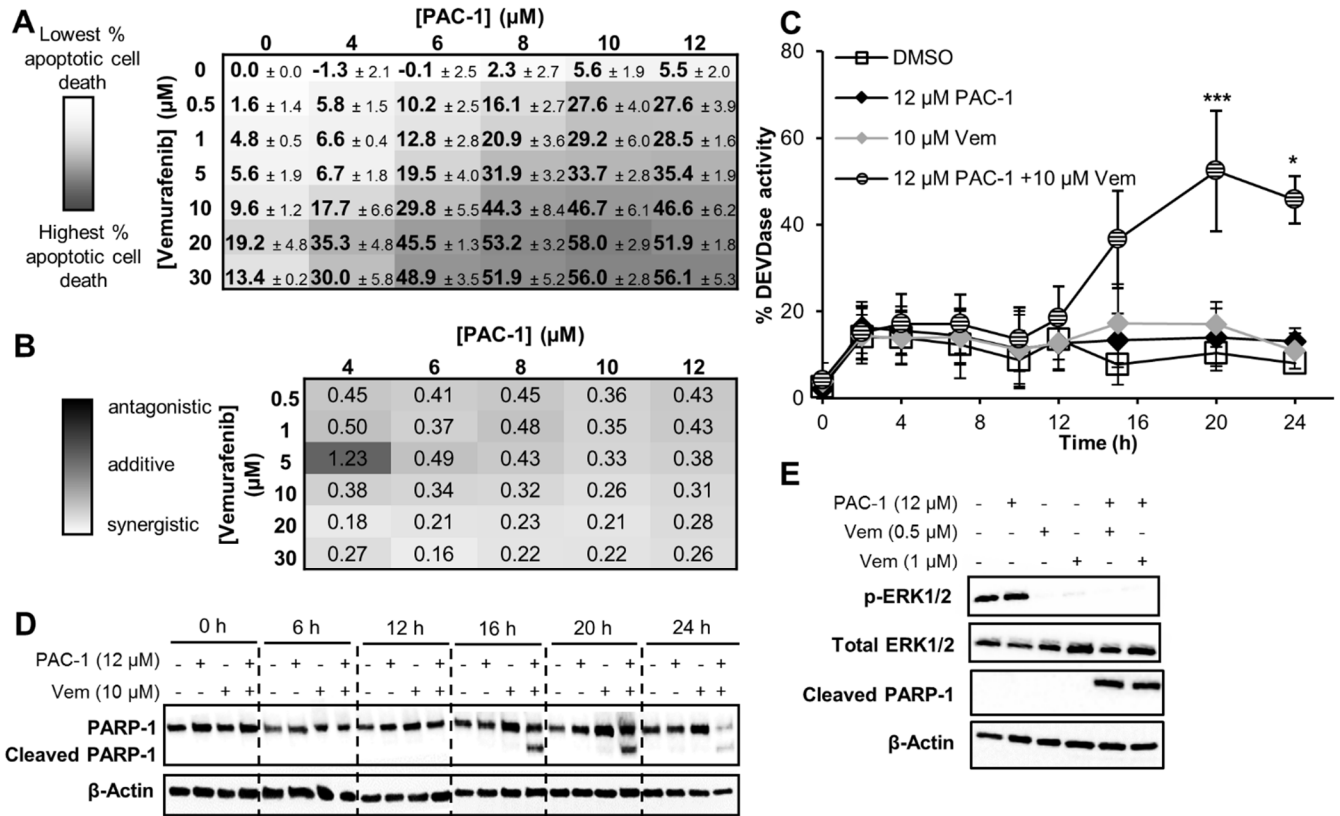 A
Lowest %
apoptotic cell
death
Highest %
apoptotic cell
death
[PAC-1] (µM)
0 4 6 8 10 12
[Vemurafenib] (µM)
0 0.0 ± 0.0 -1.3 ± 2.1 -0.1 ± 2.5 2.3 ± 2.7 5.6 ± 1.9 5.5 ± 2.0
0.5 1.6 ± 1.4 5.8 ± 1.5 10.2 ± 2.5 16.1 ± 2.7 27.6 ± 4.0 27.6 ± 3.9
1 4.8 ± 0.5 6.6 ± 0.4 12.8 ± 2.8 20.9 ± 3.6 29.2 ± 6.0 28.5 ± 1.6
5 5.6 ± 1.9 6.7 ± 1.8 19.5 ± 4.0 31.9 ± 3.2 33.7 ± 2.8 35.4 ± 1.9
10 9.6 ± 1.2 17.7 ± 6.6 29.8 ± 5.5 44.3 ± 8.4 46.7 ± 6.1 46.6 ± 6.2
20 19.2 ± 4.8 35.3 ± 4.8 45.5 ± 1.3 53.2 ± 3.2 58.0 ± 2.9 51.9 ± 1.8
30 13.4 ± 0.2 30.0 ± 5.8 48.9 ± 3.5 51.9 ± 5.2 56.0 ± 2.8 56.1 ± 5.3
B
antagonistic
additive
synergistic
[PAC-1] (µM)
4 6 8 10 12
[Vemurafenib]
(µM)
0.5 0.45 0.41 0.45 0.36 0.43
1 0.50 0.37 0.48 0.35 0.43
5 1.23 0.49 0.43 0.33 0.38
10 0.38 0.34 0.32 0.26 0.31
20 0.18 0.21 0.23 0.21 0.28
30 0.27 0.16 0.22 0.22 0.26
C
% DEVDase activity
80
60
40
20
0
DMSO
12 µM PAC-1
10 µM Vem
12 µM PAC-1 +10 µM Vem
***
*
0 4 8 12 16 20 24
Time (h)
D
0 h 6 h 12 h 16 h 20 h 24 h
PAC-1 (12 µM) - + - + - + - + - + - + - + - + - + - + - + - +
Vem (10 µM) - - + + - - + + - - + + - - + + - - + + - - + +
PARP-1
Cleaved PARP-1
β-Actin
E
PAC-1 (12 µM) - + - - + +
Vem (0.5 µM) - - + - + -
Vem (1 µM) - - - + - +
p-ERK1/2
Total ERK1/2
Cleaved PARP-1
β-Actin